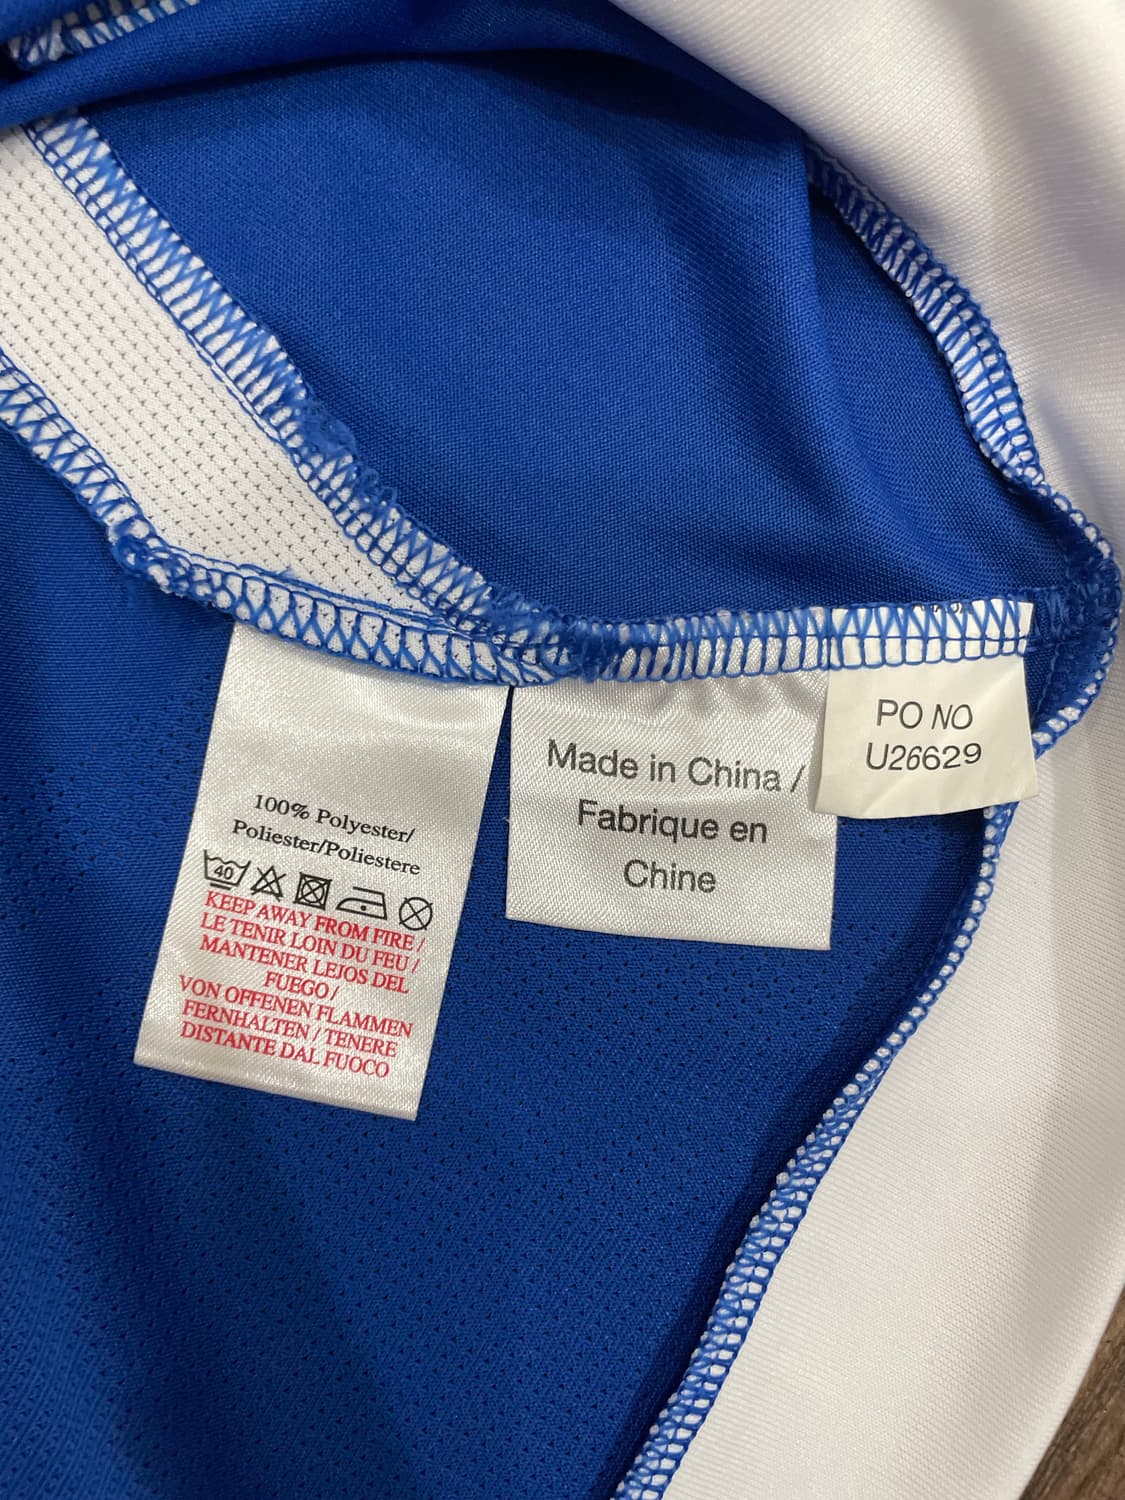 100% Polyester/
Poliester/Poliestere
40
KEEP AWAY FROM FIRE /
LE TENIR LOIN DU FEU /
MANTENER LEJOS DEL
FUEGO /
VON OFFENEN FLAMMEN
FERNHALTEN / TENERE
DISTANTE DAL FUOCO
Made in China /
Fabrique en
Chine
PO NO
U26629